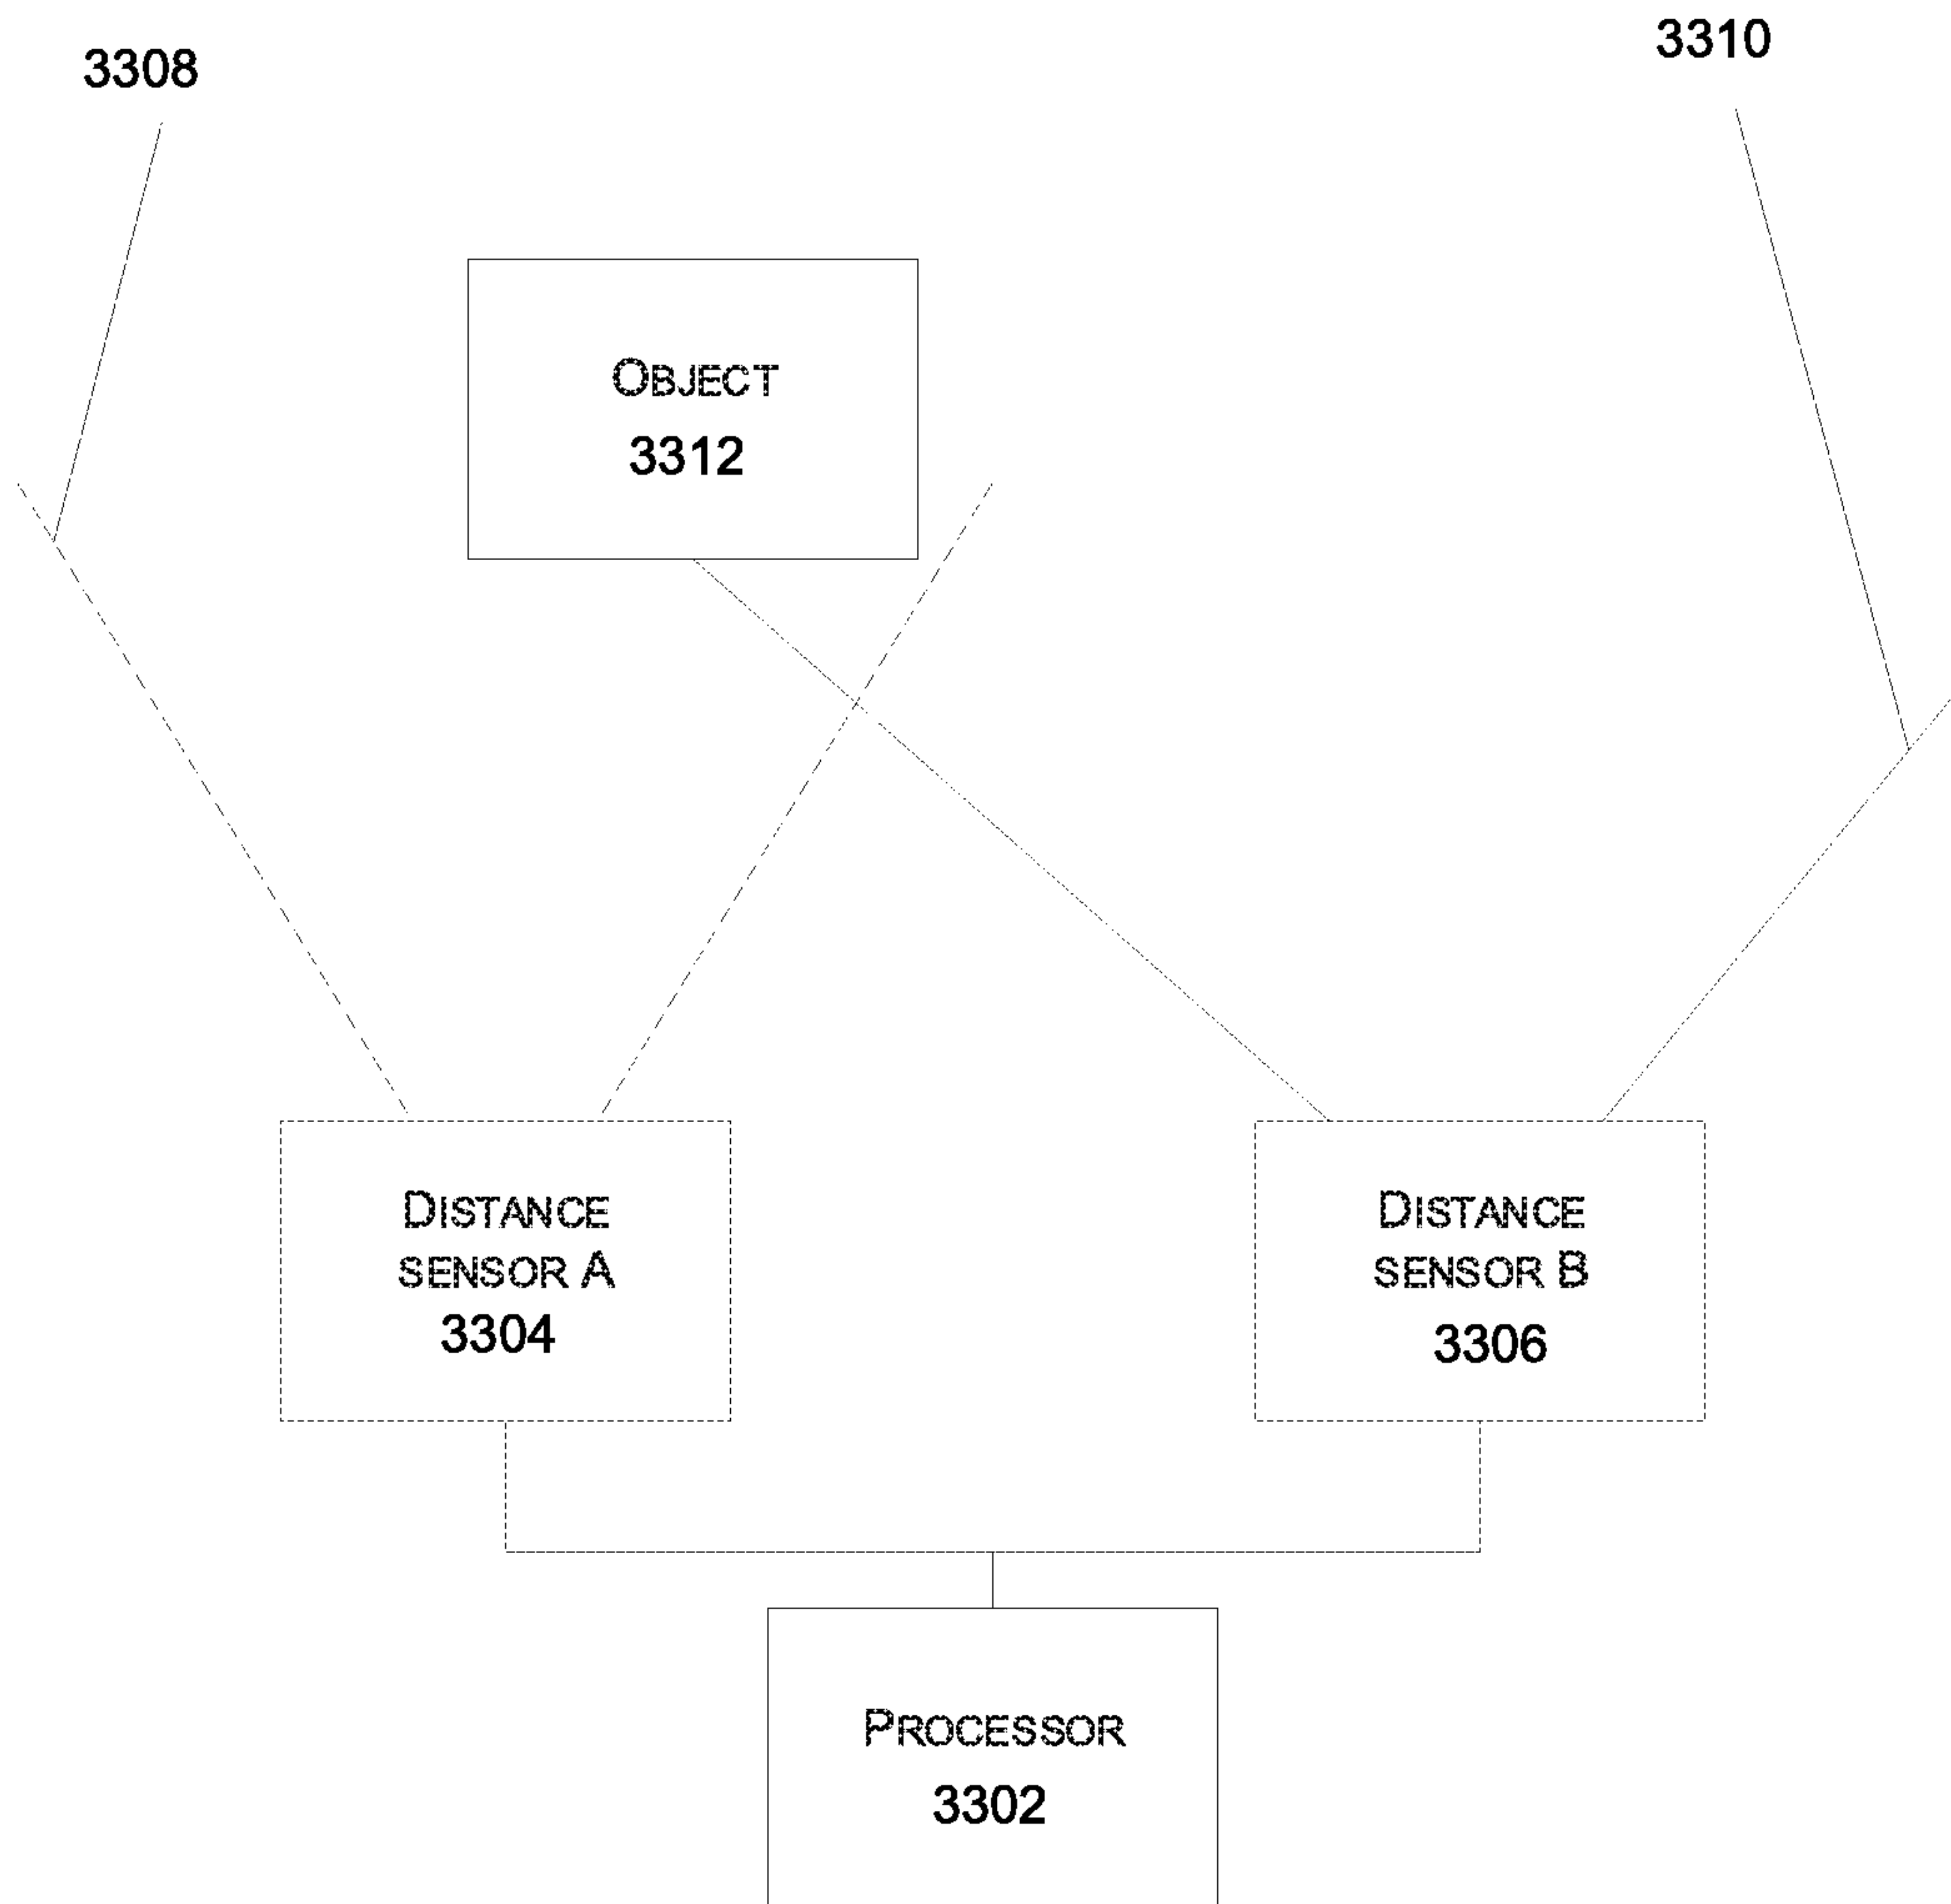 3308
3310
OBJECT
3312
DISTANCE
SENSOR A
3304
DISTANCE
SENSOR B
3306
PROCESSOR
3302